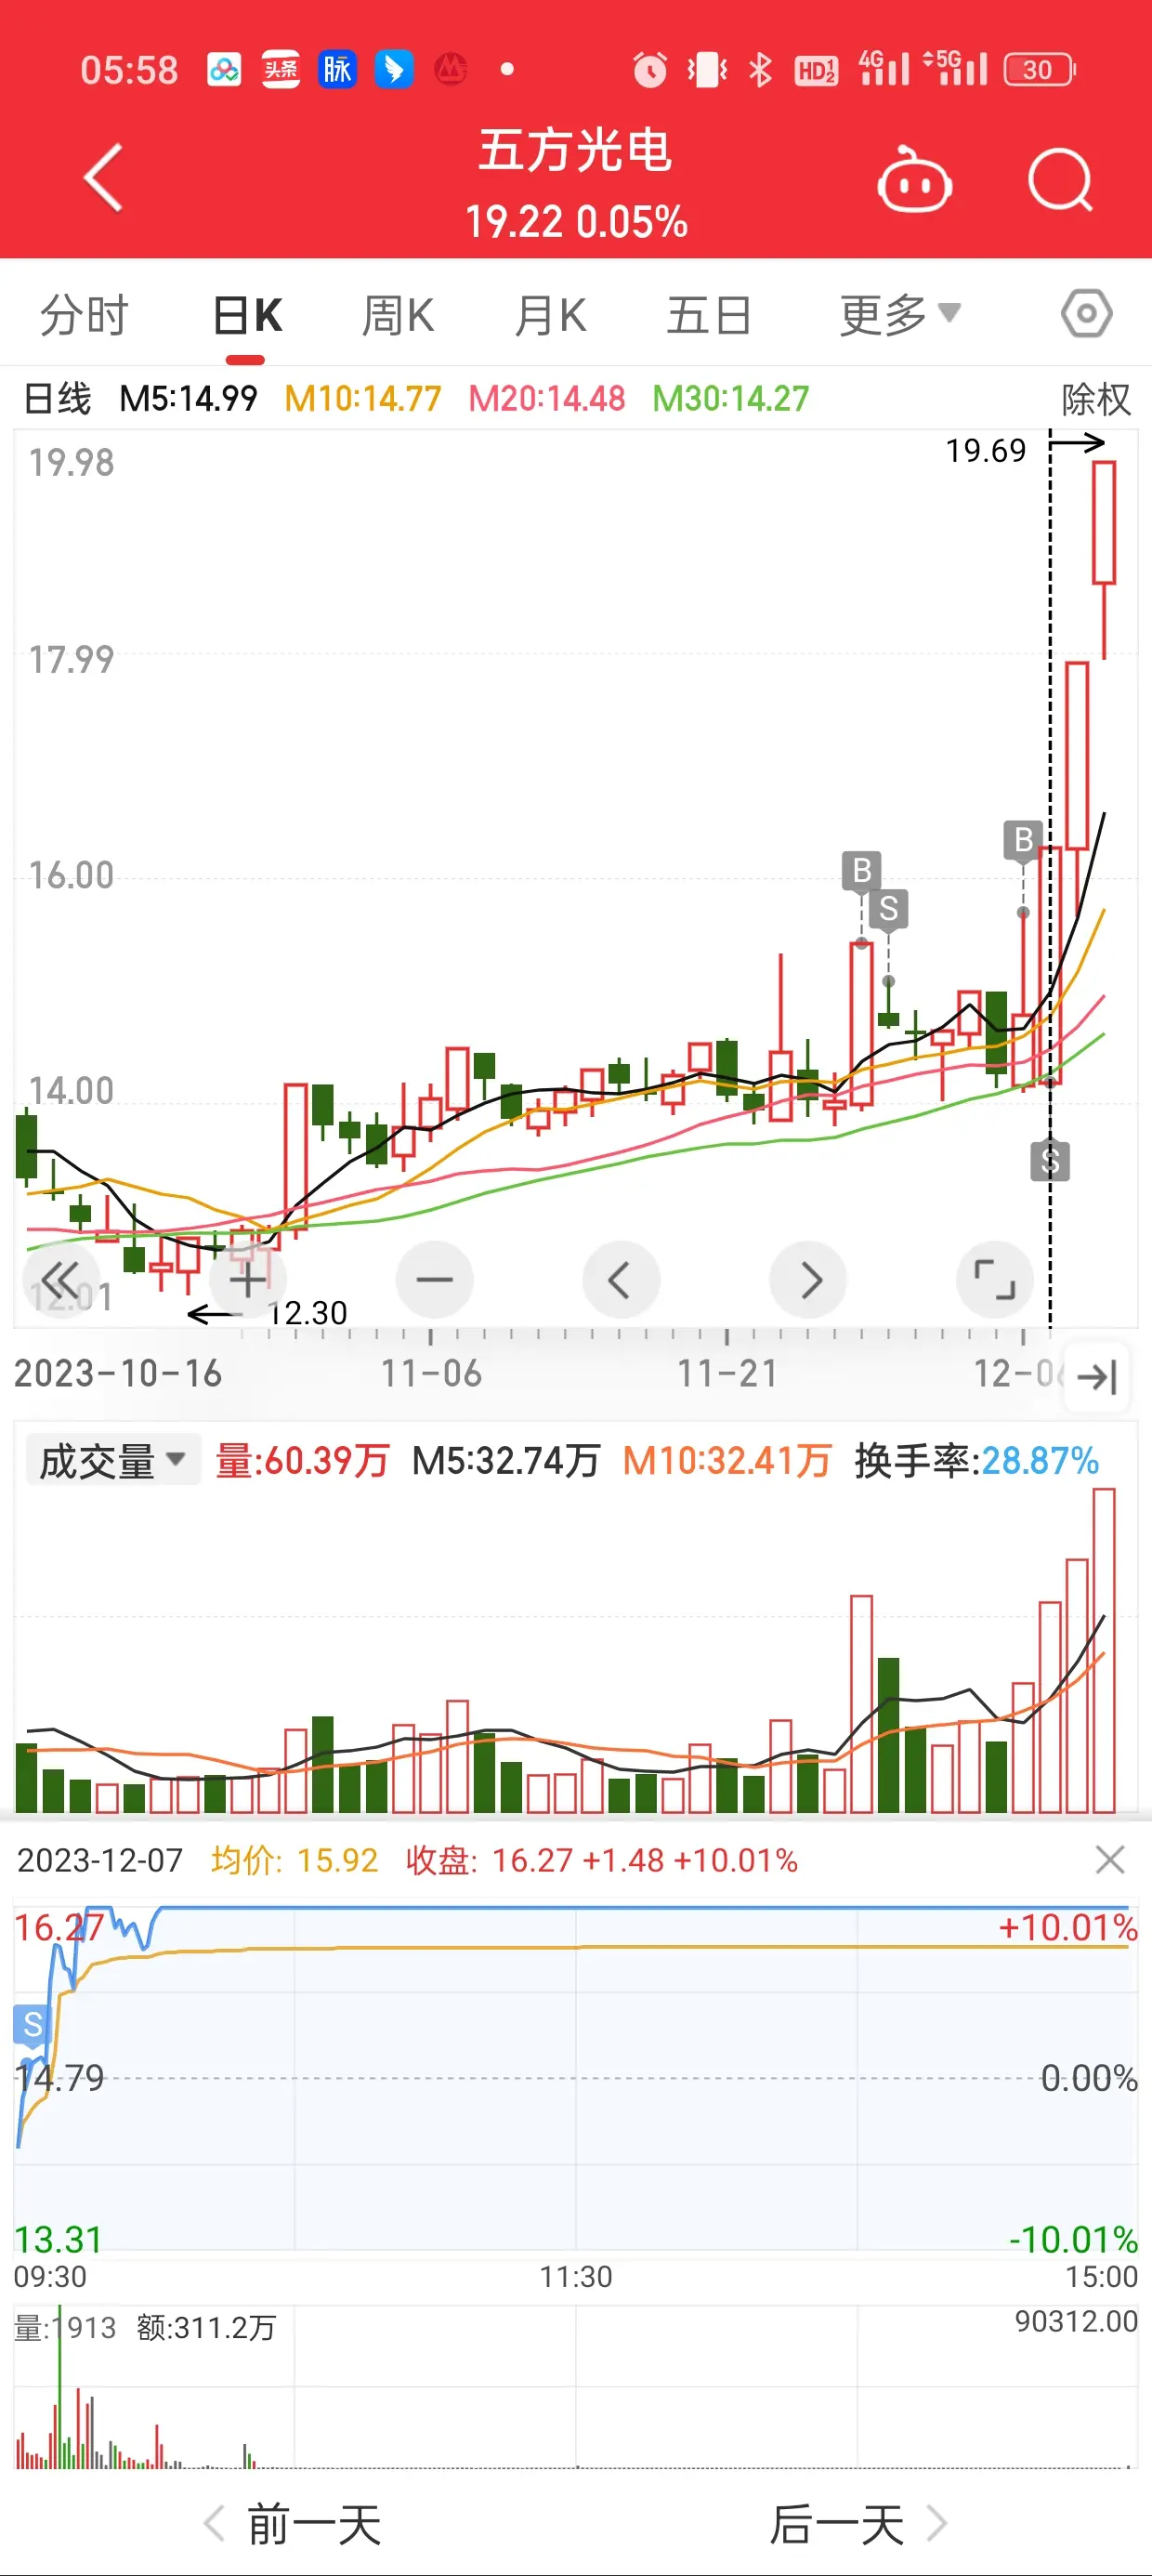 05:58 头条 脉 HD 1 2 4G 5G 30
五方光电
19.22 0.05%
分时 日K 周K 月K 五日 更多
日线 M5:14.99 M10:14.77 M20:14.48 M30:14.27 除权
19.98
19.69
17.99
16.00
B
S
B
14.00
S
12.01
12.30
2023-10-16 11-06 11-21
成交量 量:60.39万 M5:32.74万 M10:32.41万 换手率:28.87%
2023-12-07 均价: 15.92 收盘: 16.27 +1.48 +10.01%
16.27 +10.01%
S
14.79 0.00%
13.31 -10.01%
09:30 11:30 15:00
量:1913 额:311.2万 90312.00
前一天 后一天